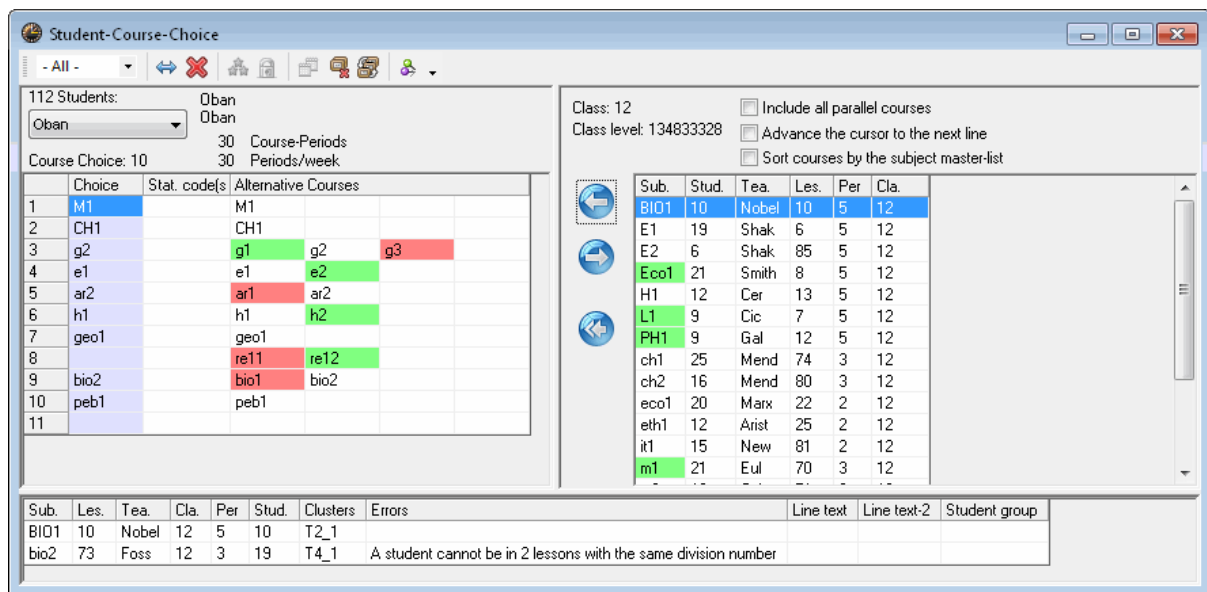 Student-Course-Choice
- All -
112 Students:
Oban
Oban
Oban
30 Course-Periods
Course Choice: 10
30 Periods/week
Choice Stat. code(s Alternative Courses
1 M1 M1
2 CH1 CH1
3 g2 g1 g2 g3
4 e1 e1 e2
5 ar2 ar1 ar2
6 h1 h1 h2
7 geo1 geo1
8 re11 re12
9 bio2 bio1 bio2
10 peb1 peb1
11
Class: 12
Class level: 134833328
Include all parallel courses
Advance the cursor to the next line
Sort courses by the subject master-list
Sub. Stud. Tea. Les. Per Cla.
BIO1 10 Nobel 10 5 12
E1 19 Shak 6 5 12
E2 6 Shak 85 5 12
Eco1 21 Smith 8 5 12
H1 12 Cer 13 5 12
L1 9 Cic 7 5 12
PH1 9 Gal 12 5 12
ch1 25 Mend 74 3 12
ch2 16 Mend 80 3 12
eco1 20 Marx 22 2 12
eth1 12 Arist 25 2 12
it1 15 New 81 2 12
m1 21 Eul 70 3 12
Sub. Les. Tea. Cla. Per Stud. Clusters Errors Line text Line text-2 Student group
BIO1 10 Nobel 12 5 10 T2_1
bio2 73 Foss 12 3 19 T4_1 A student cannot be in 2 lessons with the same division number